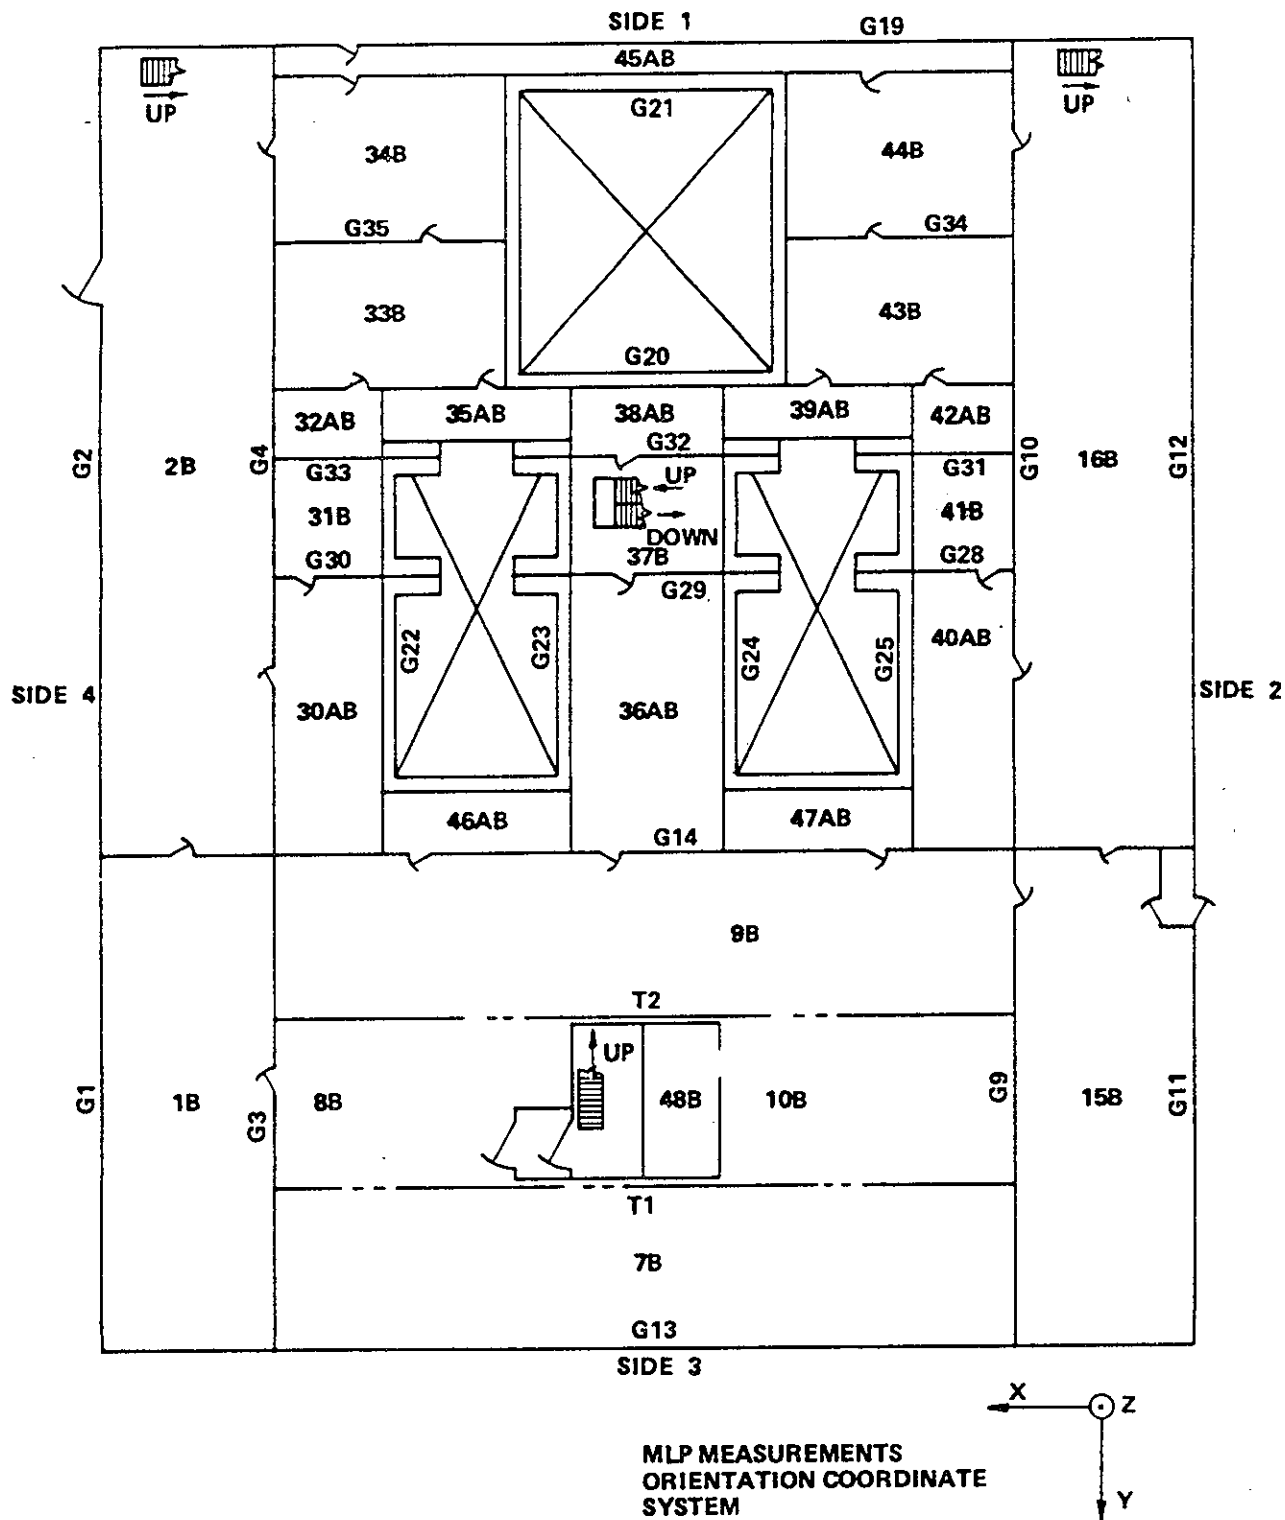 SIDE 1
G19
45AB
UP
UP
G21
34B
44B
G35
G34
33B
43B
G20
32AB
35AB
38AB
39AB
42AB
G2
2B
G4
G33
G32
G31
G10
16B
G12
UP
31B
41B
DOWN
G30
37B
G28
G29
G22
G23
G24
G25
40AB
SIDE 4
SIDE 2
30AB
36AB
46AB
G14
47AB
9B
T2
UP
G1
1B
G3
8B
48B
10B
G9
15B
G11
T1
7B
G13
SIDE 3
X
Z
MLP MEASUREMENTS
ORIENTATION COORDINATE
SYSTEM
Y